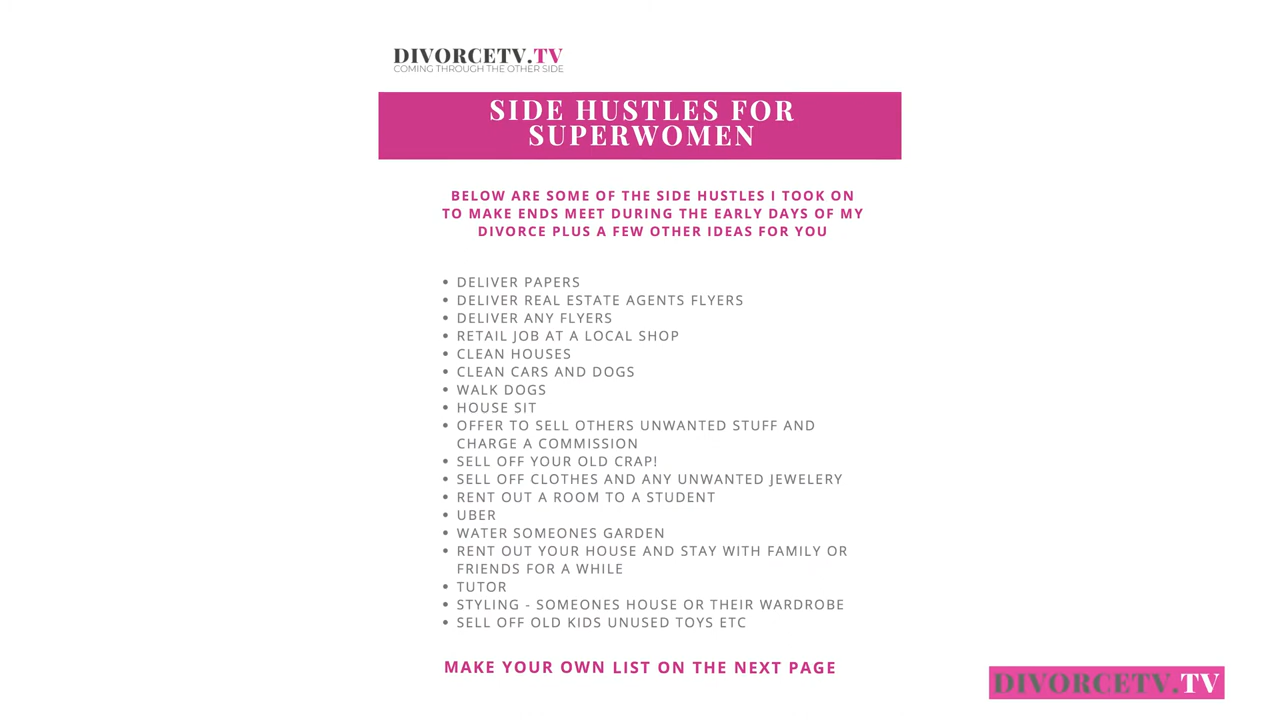 DIVORCETV.TV
COMING THROUGH THE OTHER SIDE
SIDE HUSTLES FOR
SUPERWOMEN
BELOW ARE SOME OF THE SIDE HUSTLES I TOOK ON
TO MAKE ENDS MEET DURING THE EARLY DAYS OF MY
DIVORCE PLUS A FEW OTHER IDEAS FOR YOU
• DELIVER PAPERS
• DELIVER REAL ESTATE AGENTS FLYERS
• DELIVER ANY FLYERS
• RETAIL JOB AT A LOCAL SHOP
• CLEAN HOUSES
• CLEAN CARS AND DOGS
• WALK DOGS
• HOUSE SIT
• OFFER TO SELL OTHERS UNWANTED STUFF AND
CHARGE A COMMISSION
• SELL OFF YOUR OLD CRAP!
• SELL OFF CLOTHES AND ANY UNWANTED JEWELERY
• RENT OUT A ROOM TO A STUDENT
• UBER
• WATER SOMEONES GARDEN
• RENT OUT YOUR HOUSE AND STAY WITH FAMILY OR
FRIENDS FOR A WHILE
• TUTOR
• STYLING - SOMEONES HOUSE OR THEIR WARDROBE
• SELL OFF OLD KIDS UNUSED TOYS ETC
MAKE YOUR OWN LIST ON THE NEXT PAGE
DIVORCETV.TV